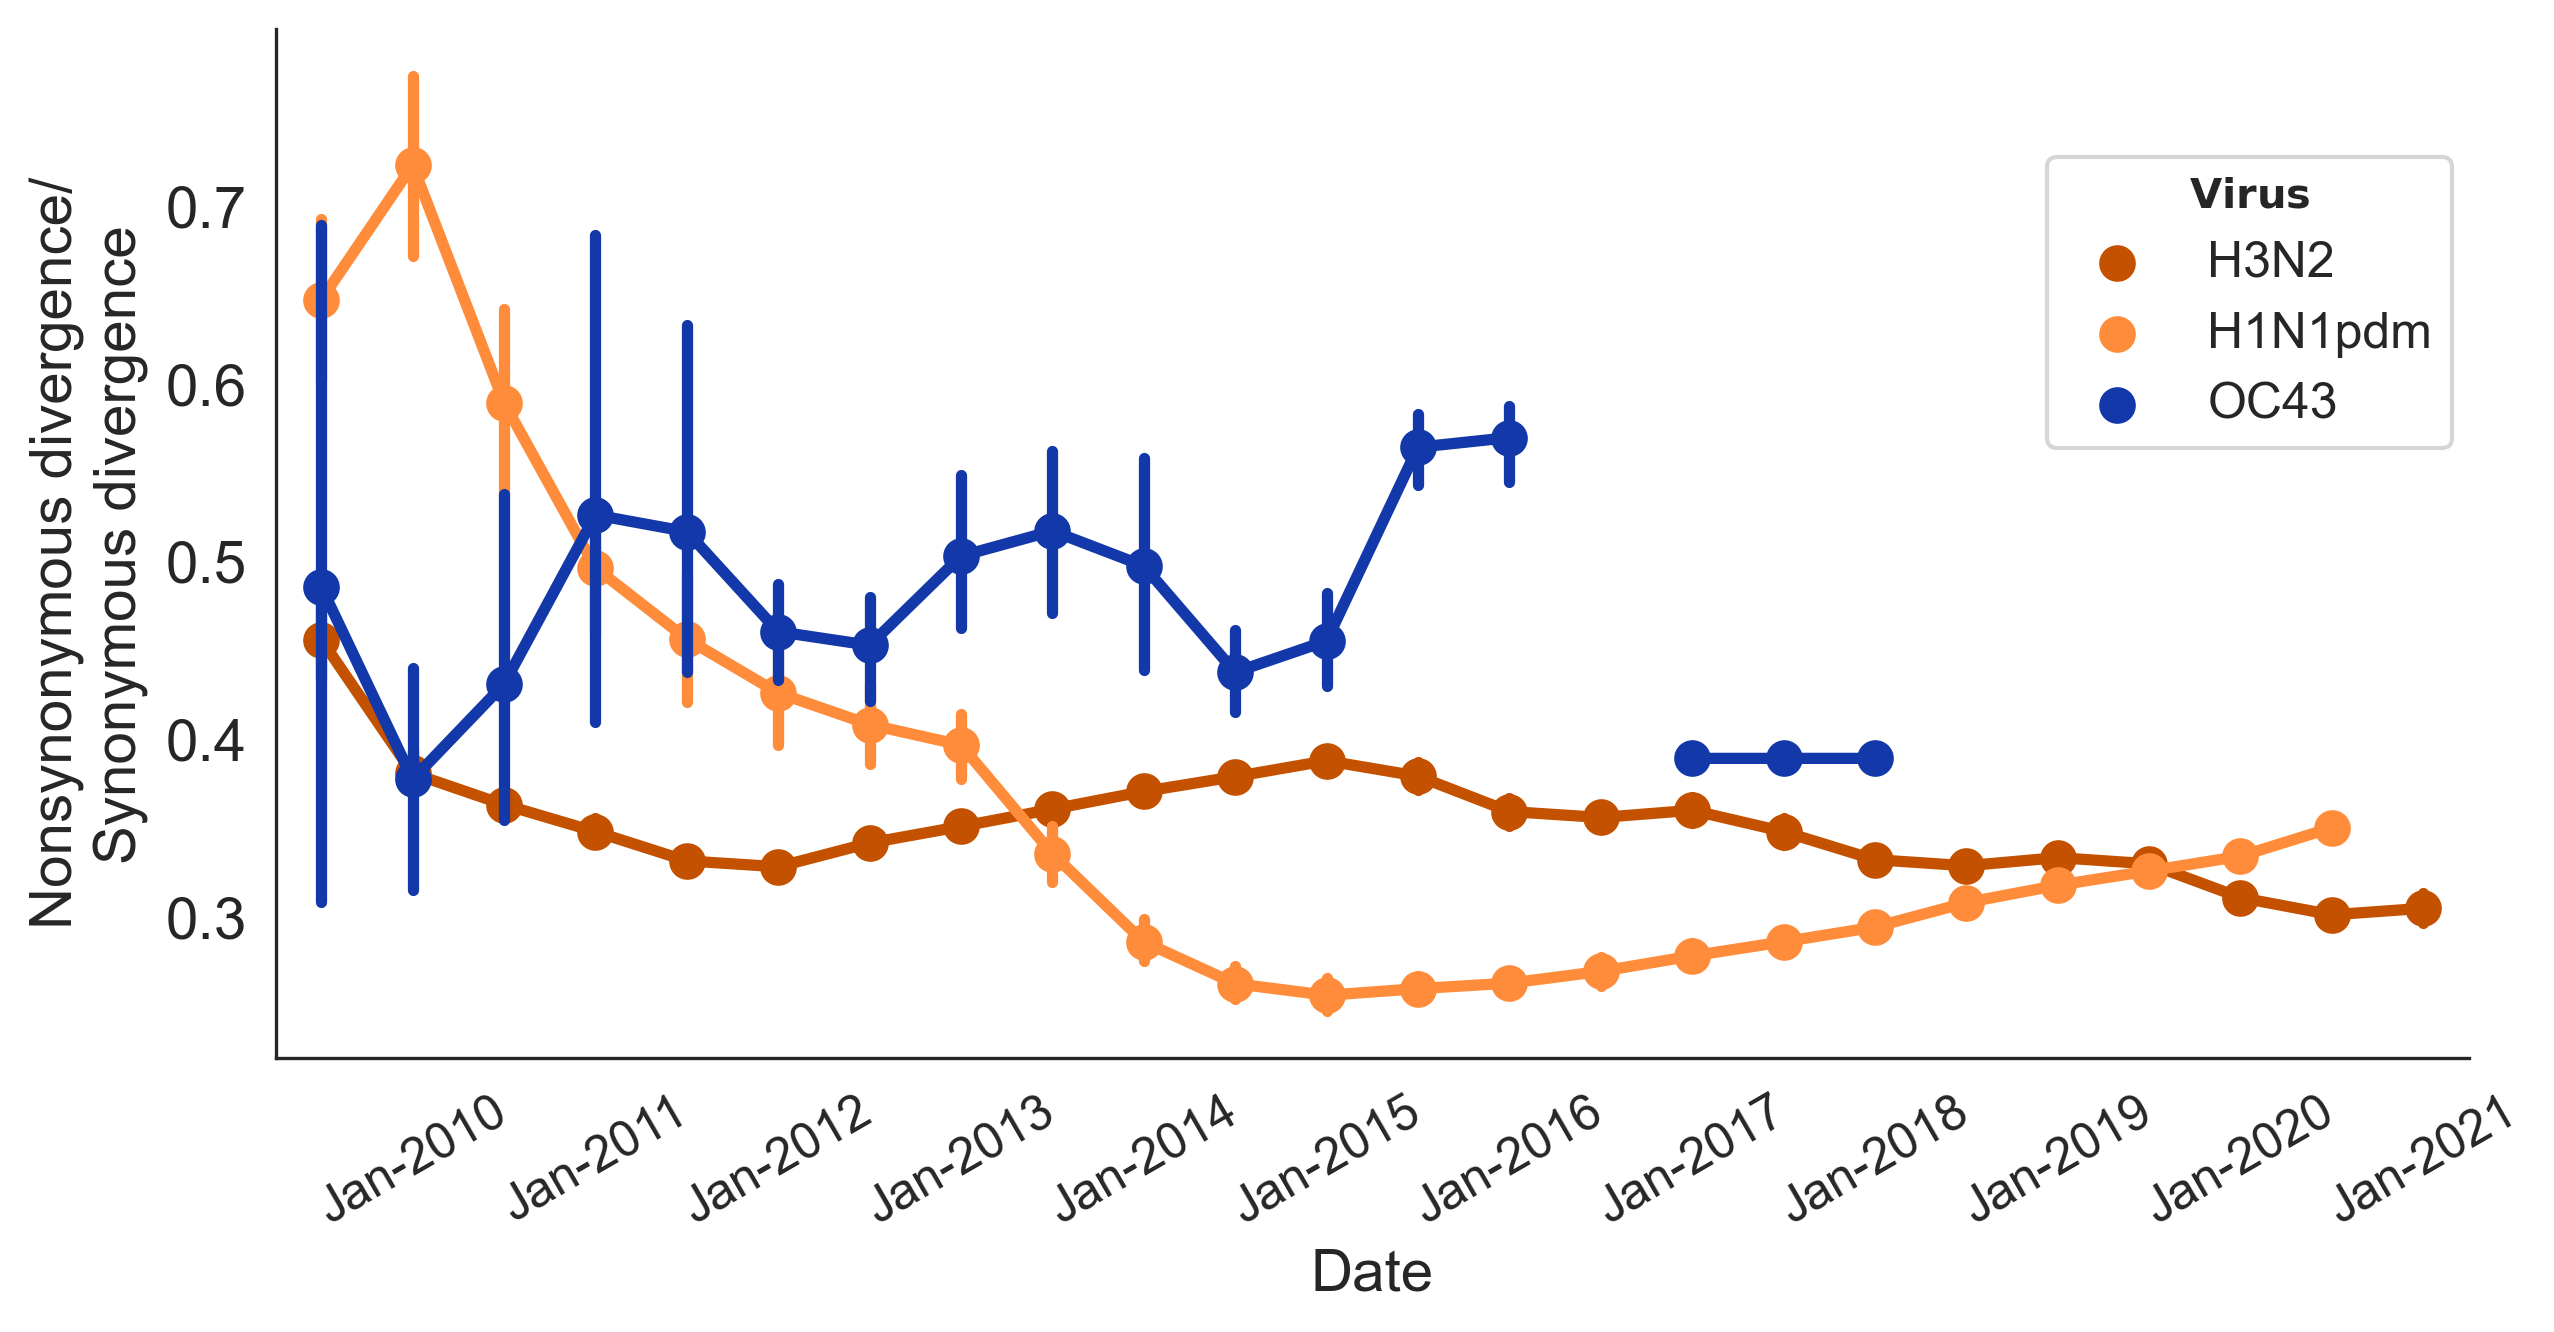 Nonsynonymous divergence/
Synonymous divergence
0.7
0.6
0.5
0.4
0.3
Virus
H3N2
H1N1pdm
OC43
Jan-2010
Jan-2011
Jan-2012
Jan-2013
Jan-2014
Jan-2015
Jan-2016
Jan-2017
Jan-2018
Jan-2019
Jan-2020
Jan-2021
Date